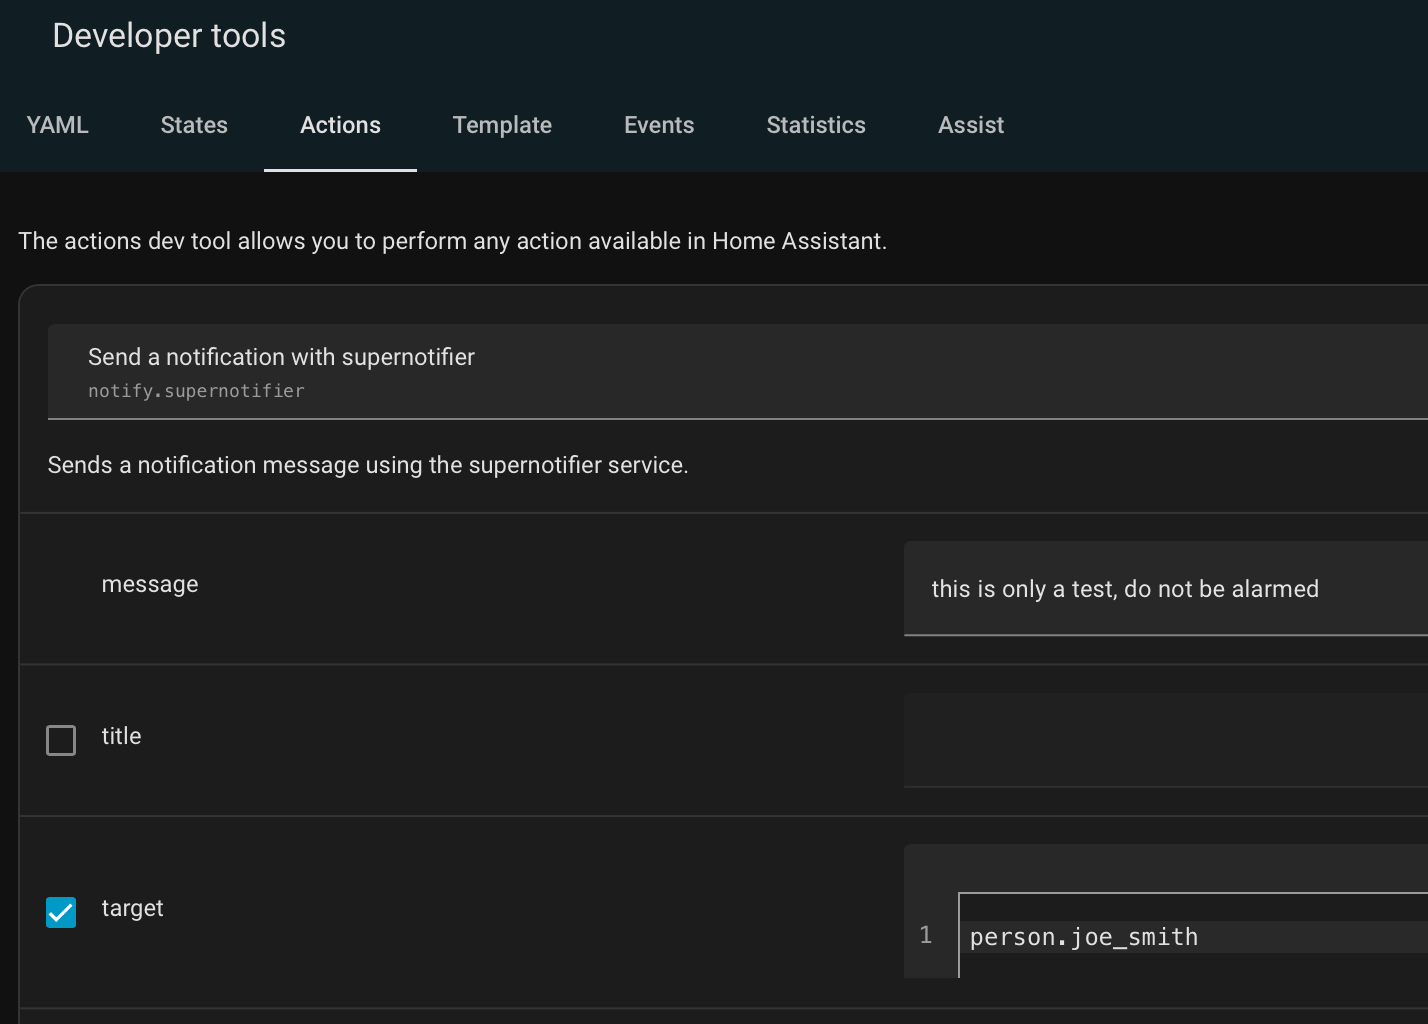 Developer tools
YAML States Actions Template Events Statistics Assist
The actions dev tool allows you to perform any action available in Home Assistant.
Send a notification with supernotifier
notify.supernotifier
Sends a notification message using the supernotifier service.
message
this is only a test, do not be alarmed
title
target
1 person.joe_smith